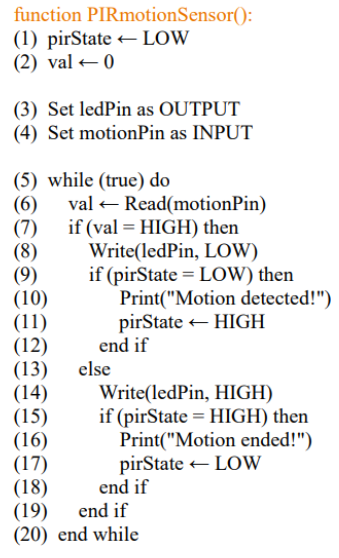 function PIRmotionSensor():
(1) pirState ← LOW
(2) val ← 0
(3) Set ledPin as OUTPUT
(4) Set motionPin as INPUT
(5) while (true) do
(6) val ← Read(motionPin)
(7) if (val = HIGH) then
(8) Write(ledPin, LOW)
(9) if (pirState = LOW) then
(10) Print("Motion detected!")
(11) pirState ← HIGH
(12) end if
(13) else
(14) Write(ledPin, HIGH)
(15) if (pirState = HIGH) then
(16) Print("Motion ended!")
(17) pirState ← LOW
(18) end if
(19) end if
(20) end while